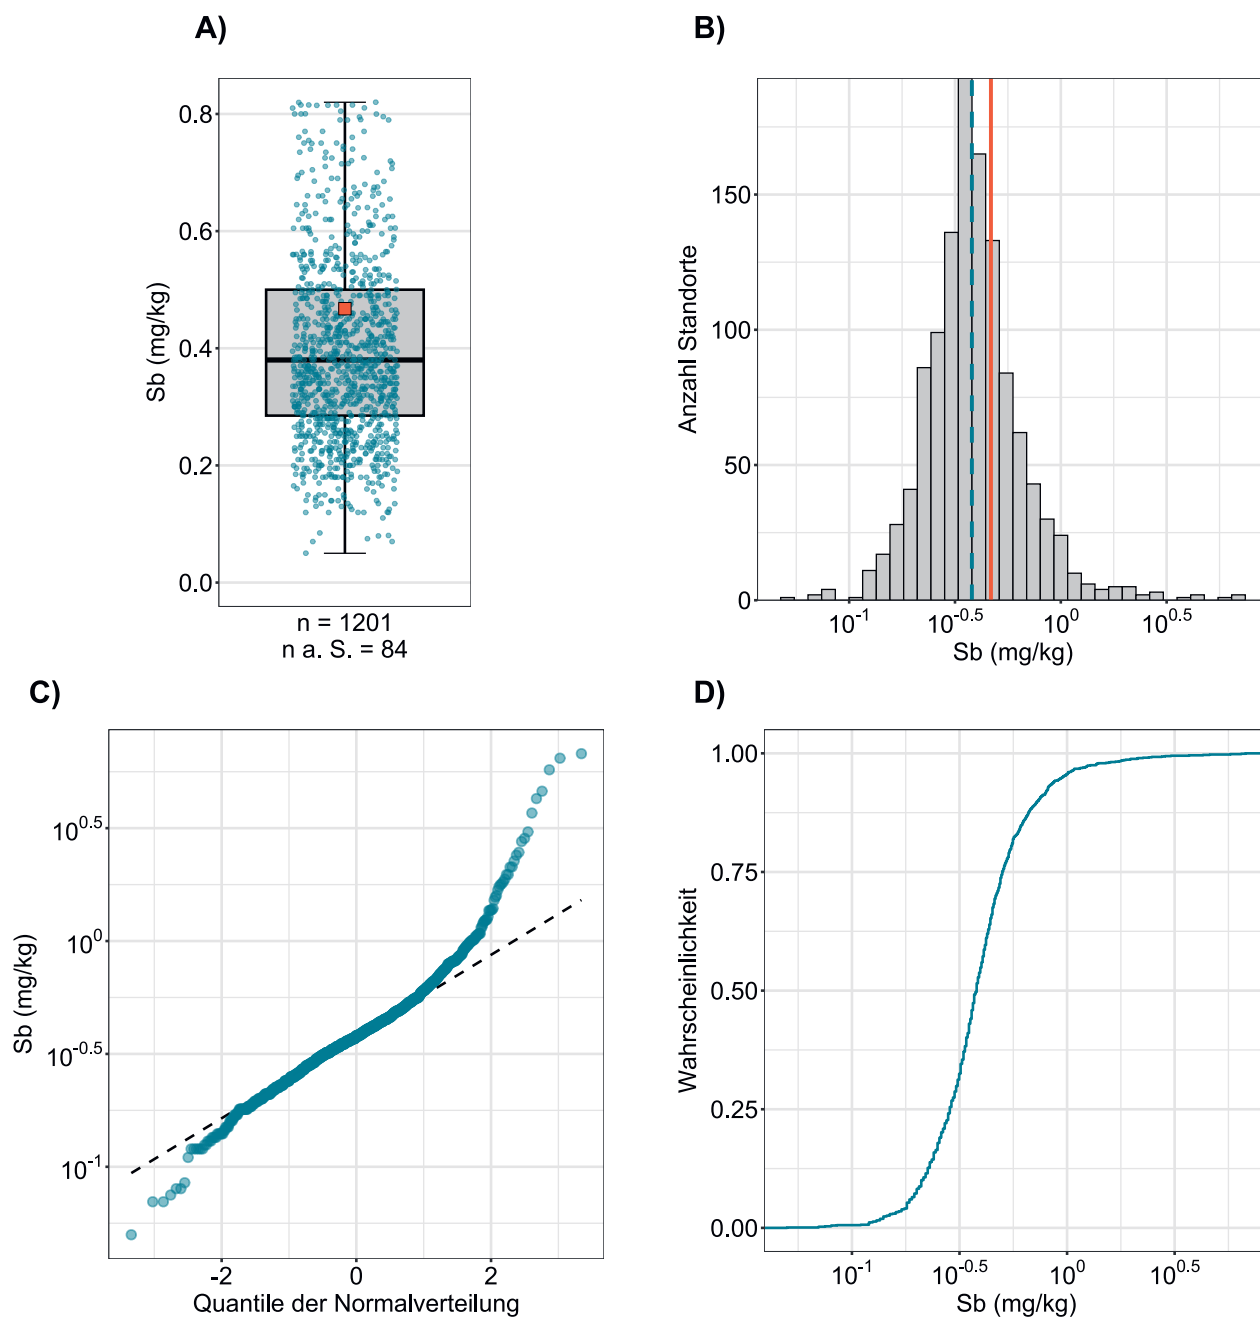 A)
Sb (mg/kg)
0.8
0.6
0.4
0.2
0.0
n = 1201
n a. S. = 84
B)
Anzahl Standorte
150
100
50
0
10^-1
10^-0.5
10^0
10^0.5
Sb (mg/kg)
C)
Sb (mg/kg)
10^0.5
10^0
10^-0.5
10^-1
-2
0
2
Quantile der Normalverteilung
D)
Wahrscheinlichkeit
1.00
0.75
0.50
0.25
0.00
10^-1
10^-0.5
10^0
10^0.5
Sb (mg/kg)